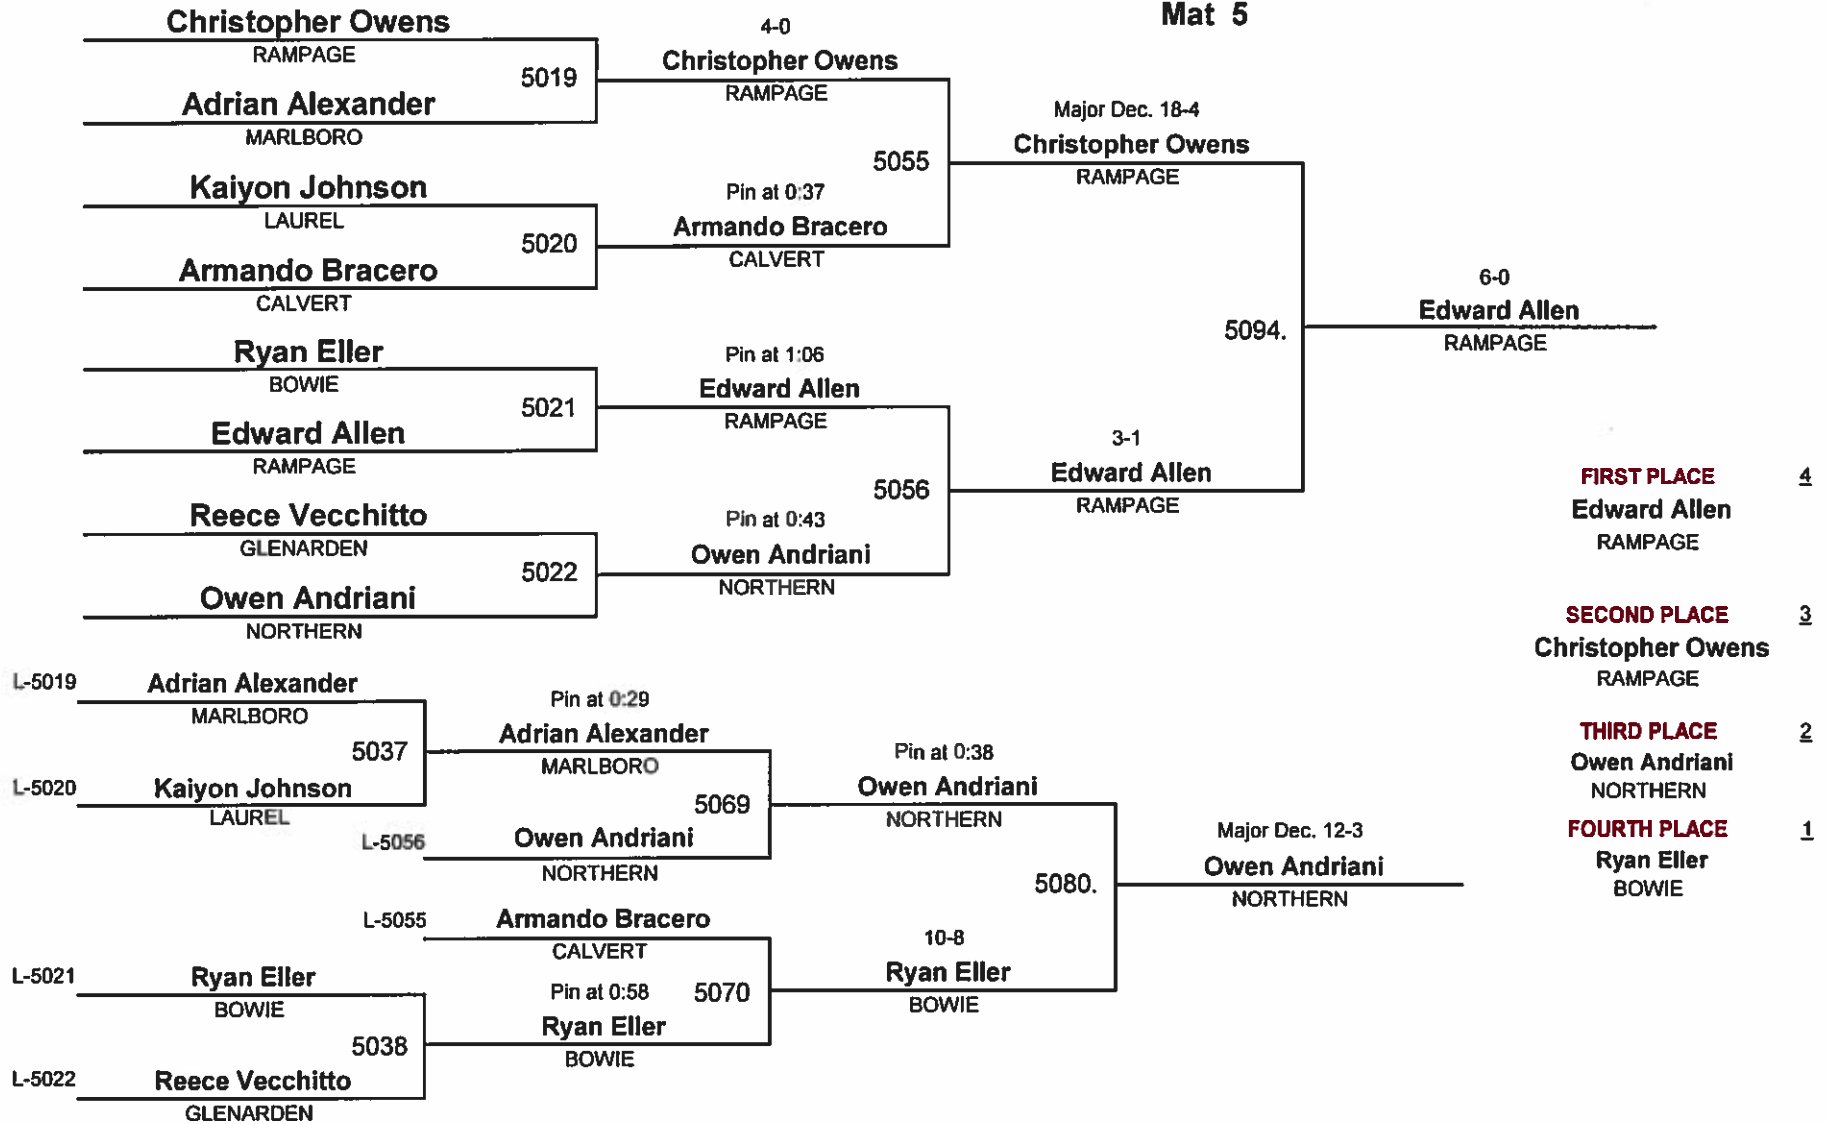 Mat 5
Christopher Owens
RAMPAGE
5019
Adrian Alexander
MARLBORO
Kaiyon Johnson
LAUREL
5020
Armando Bracero
CALVERT
Ryan Eller
BOWIE
5021
Edward Allen
RAMPAGE
Reece Vecchitto
GLENARDEN
5022
Owen Andriani
NORTHERN
4-0
Christopher Owens
RAMPAGE
5055
Pin at 0:37
Armando Bracero
CALVERT
Pin at 1:06
Edward Allen
RAMPAGE
5056
Pin at 0:43
Owen Andriani
NORTHERN
Major Dec. 18-4
Christopher Owens
RAMPAGE
5094.
3-1
Edward Allen
RAMPAGE
6-0
Edward Allen
RAMPAGE
FIRST PLACE 4
Edward Allen
RAMPAGE
SECOND PLACE 3
Christopher Owens
RAMPAGE
THIRD PLACE 2
Owen Andriani
NORTHERN
FOURTH PLACE 1
Ryan Eller
BOWIE
L-5019 Adrian Alexander
MARLBORO
5037
L-5020 Kaiyon Johnson
LAUREL
Pin at 0:29
Adrian Alexander
MARLBORO
5069
L-5056 Owen Andriani
NORTHERN
L-5055 Armando Bracero
CALVERT
L-5021 Ryan Eller
BOWIE
5038
L-5022 Reece Vecchitto
GLENARDEN
Pin at 0:58 5070
Ryan Eller
BOWIE
Pin at 0:38
Owen Andriani
NORTHERN
5080.
10-8
Ryan Eller
BOWIE
Major Dec. 12-3
Owen Andriani
NORTHERN